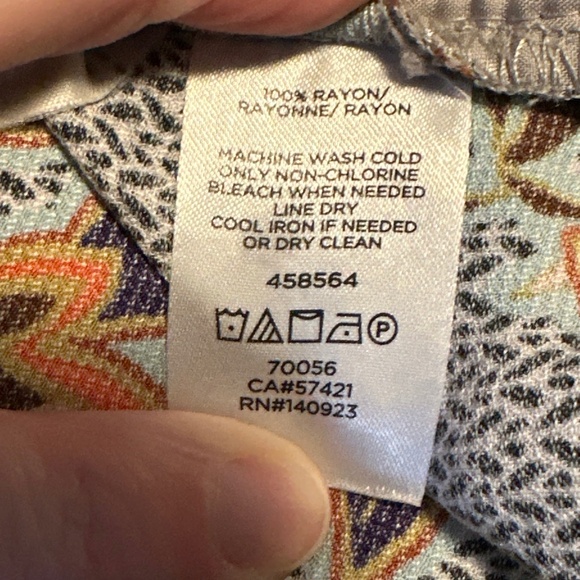 100% RAYON/
RAYONNE/ RAYÓN
MACHINE WASH COLD
ONLY NON-CHLORINE
BLEACH WHEN NEEDED
LINE DRY
COOL IRON IF NEEDED
OR DRY CLEAN
458564
P
70056
CA#57421
RN#140923